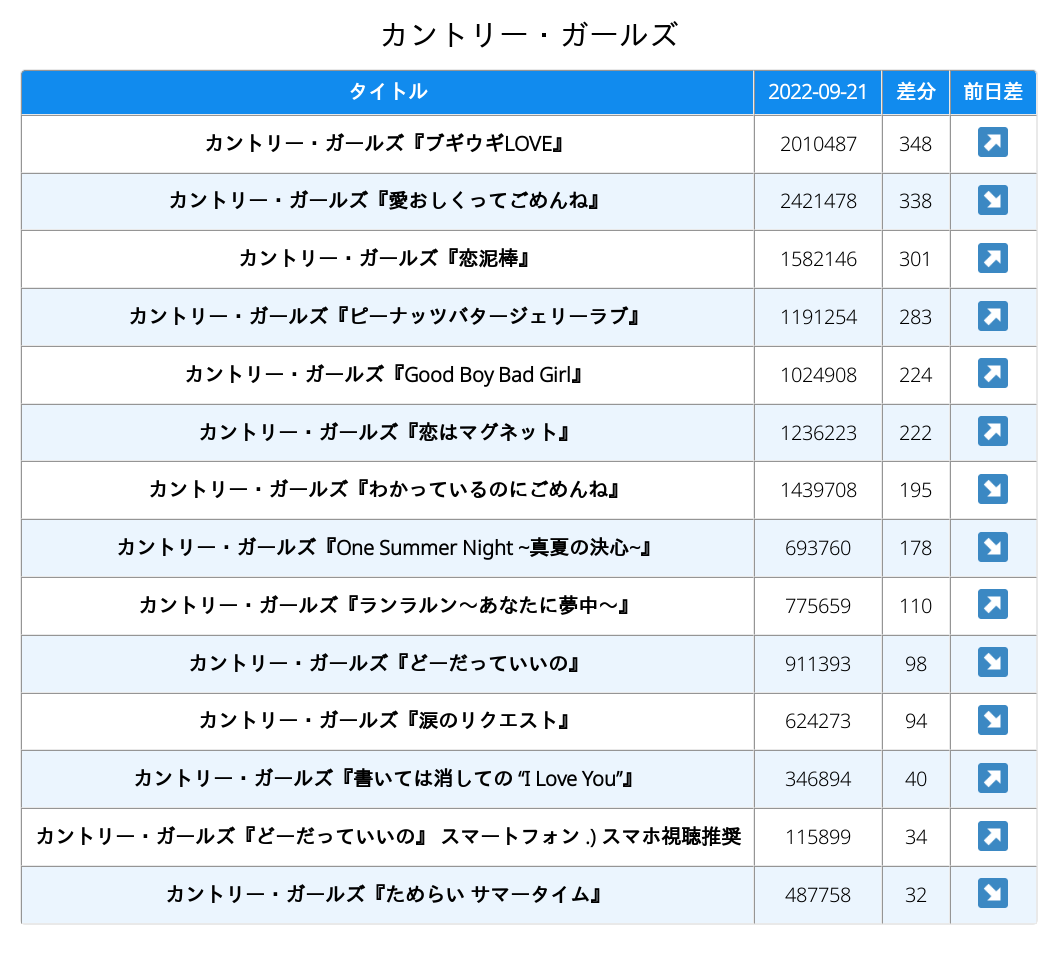 カントリー・ガールズ
タイトル 2022-09-21 差分 前日差
カントリー・ガールズ『ブギウギLOVE』 2010487 348
カントリー・ガールズ『愛おしくってごめんね』 2421478 338
カントリー・ガールズ『恋泥棒』 1582146 301
カントリー・ガールズ『ピーナッツバタージェリーラブ』 1191254 283
カントリー・ガールズ『Good Boy Bad Girl』 1024908 224
カントリー・ガールズ『恋はマグネット』 1236223 222
カントリー・ガールズ『わかっているのにごめんね』 1439708 195
カントリー・ガールズ『One Summer Night ~真夏の決心~』 693760 178
カントリー・ガールズ『ランラルン～あなたに夢中～』 775659 110
カントリー・ガールズ『どーだっていいの』 911393 98
カントリー・ガールズ『涙のリクエスト』 624273 94
カントリー・ガールズ『書いては消しての “I Love You”』 346894 40
カントリー・ガールズ『どーだっていいの』 スマートフォン .) スマホ視聴推奨 115899 34
カントリー・ガールズ『ためらい サマータイム』 487758 32